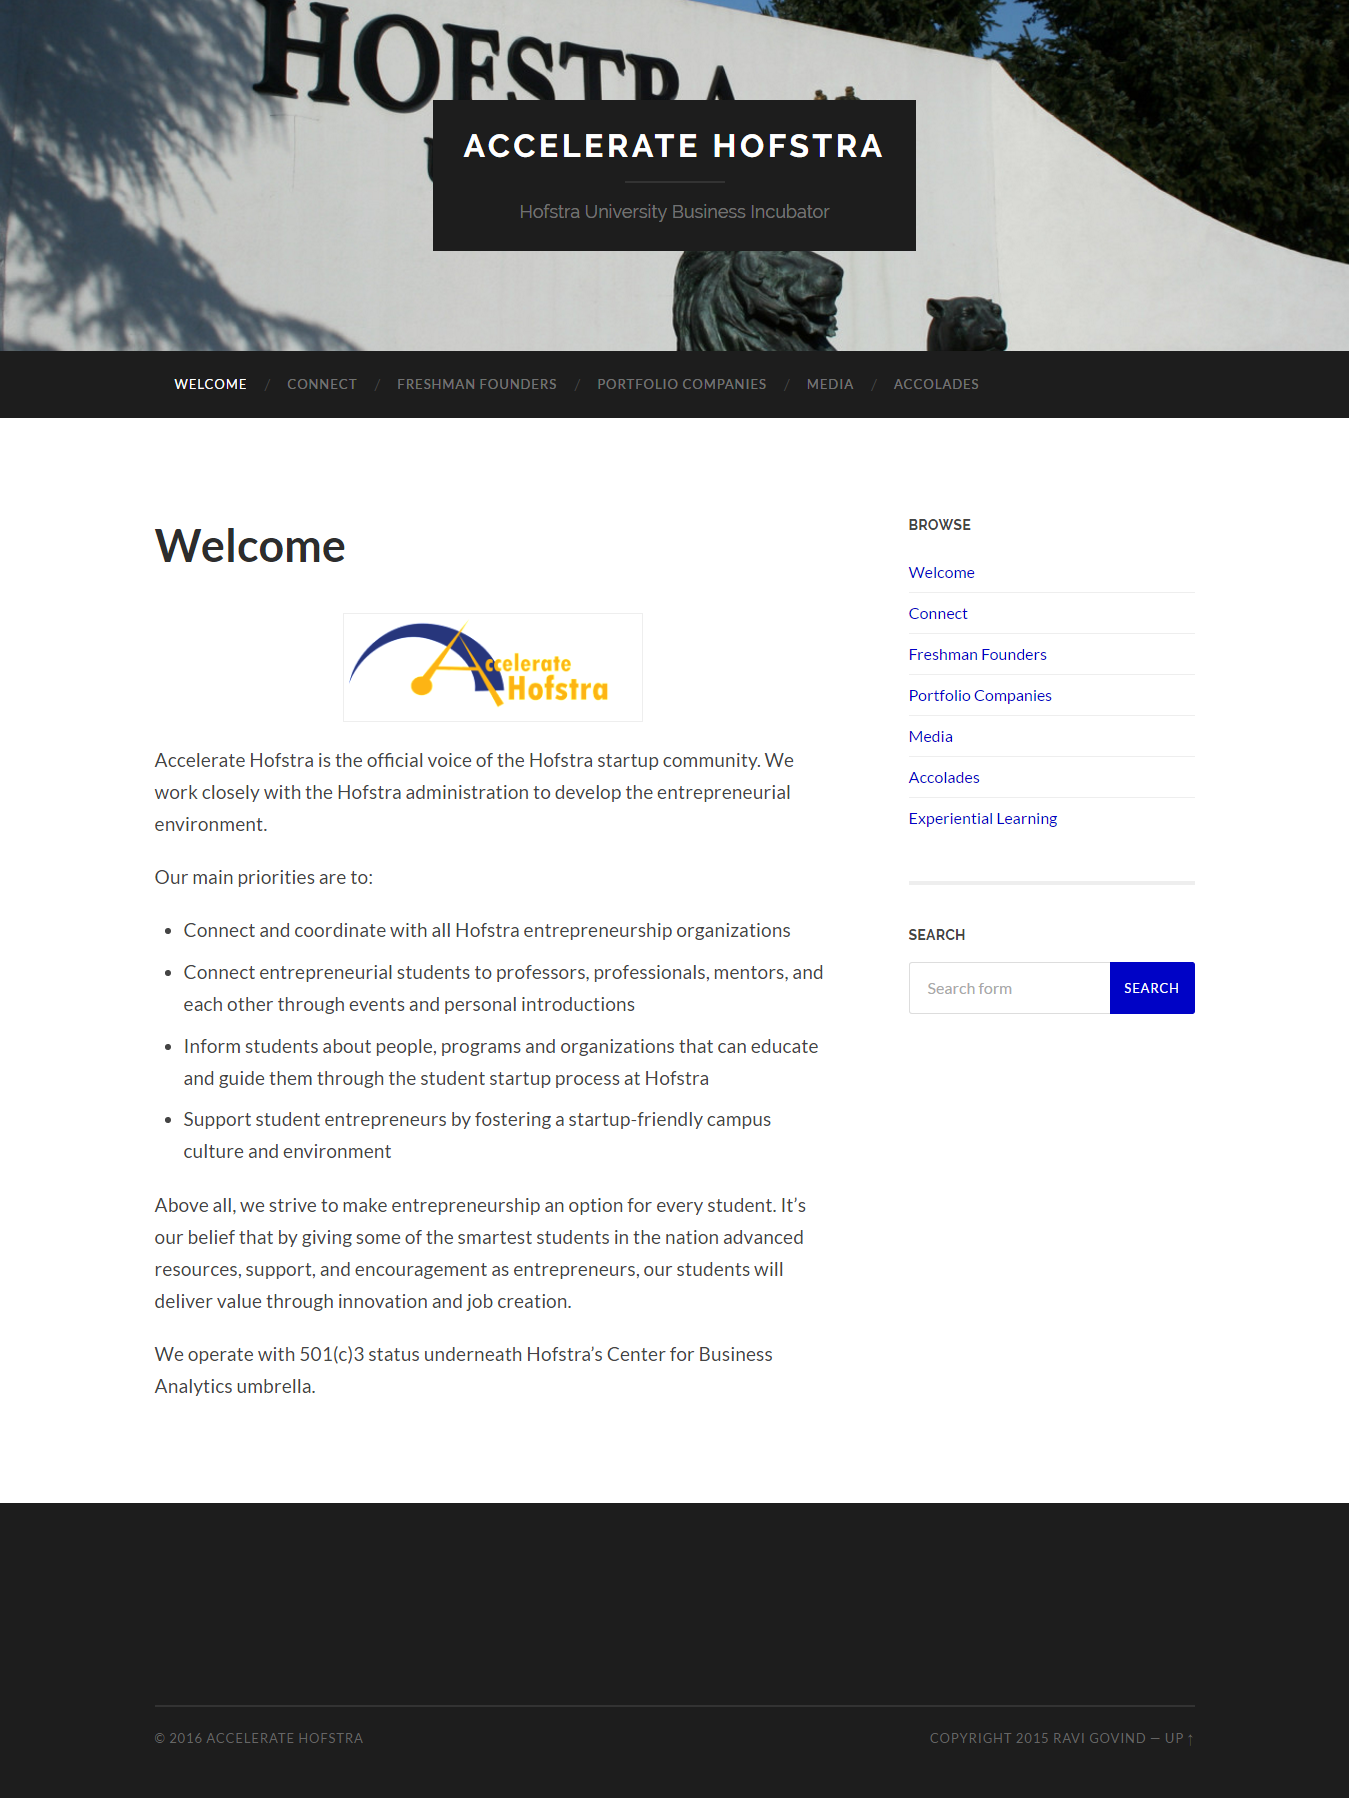 HOFSTRA
ACCELERATE HOFSTRA
Hofstra University Business Incubator
WELCOME / CONNECT / FRESHMAN FOUNDERS / PORTFOLIO COMPANIES / MEDIA / ACCOLADES
Welcome
Accelerate
Hofstra
Accelerate Hofstra is the official voice of the Hofstra startup community. We
work closely with the Hofstra administration to develop the entrepreneurial
environment.
Our main priorities are to:
• Connect and coordinate with all Hofstra entrepreneurship organizations
• Connect entrepreneurial students to professors, professionals, mentors, and
each other through events and personal introductions
• Inform students about people, programs and organizations that can educate
and guide them through the student startup process at Hofstra
• Support student entrepreneurs by fostering a startup-friendly campus
culture and environment
Above all, we strive to make entrepreneurship an option for every student. It’s
our belief that by giving some of the smartest students in the nation advanced
resources, support, and encouragement as entrepreneurs, our students will
deliver value through innovation and job creation.
We operate with 501(c)3 status underneath Hofstra’s Center for Business
Analytics umbrella.
BROWSE
Welcome
Connect
Freshman Founders
Portfolio Companies
Media
Accolades
Experiential Learning
SEARCH
Search form
SEARCH
© 2016 ACCELERATE HOFSTRA
COPYRIGHT 2015 RAVI GOVIND — UP ↑